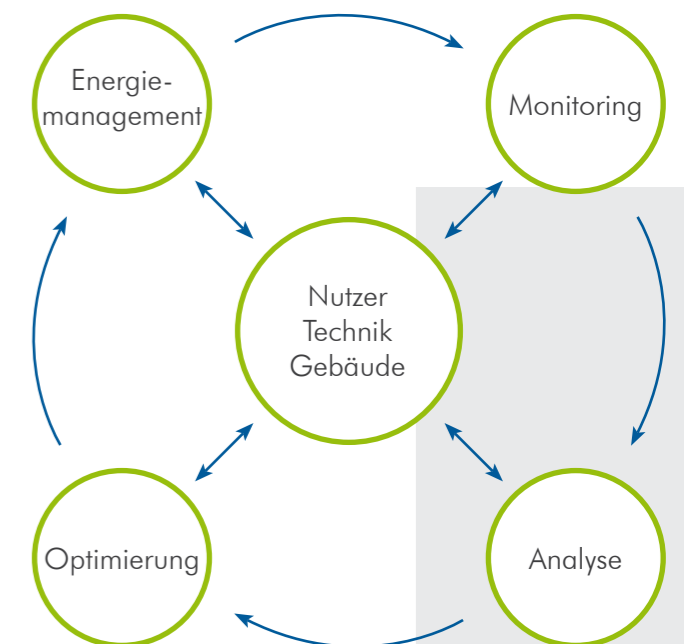 Energie-
management
Monitoring
Nutzer
Technik
Gebäude
Optimierung
Analyse